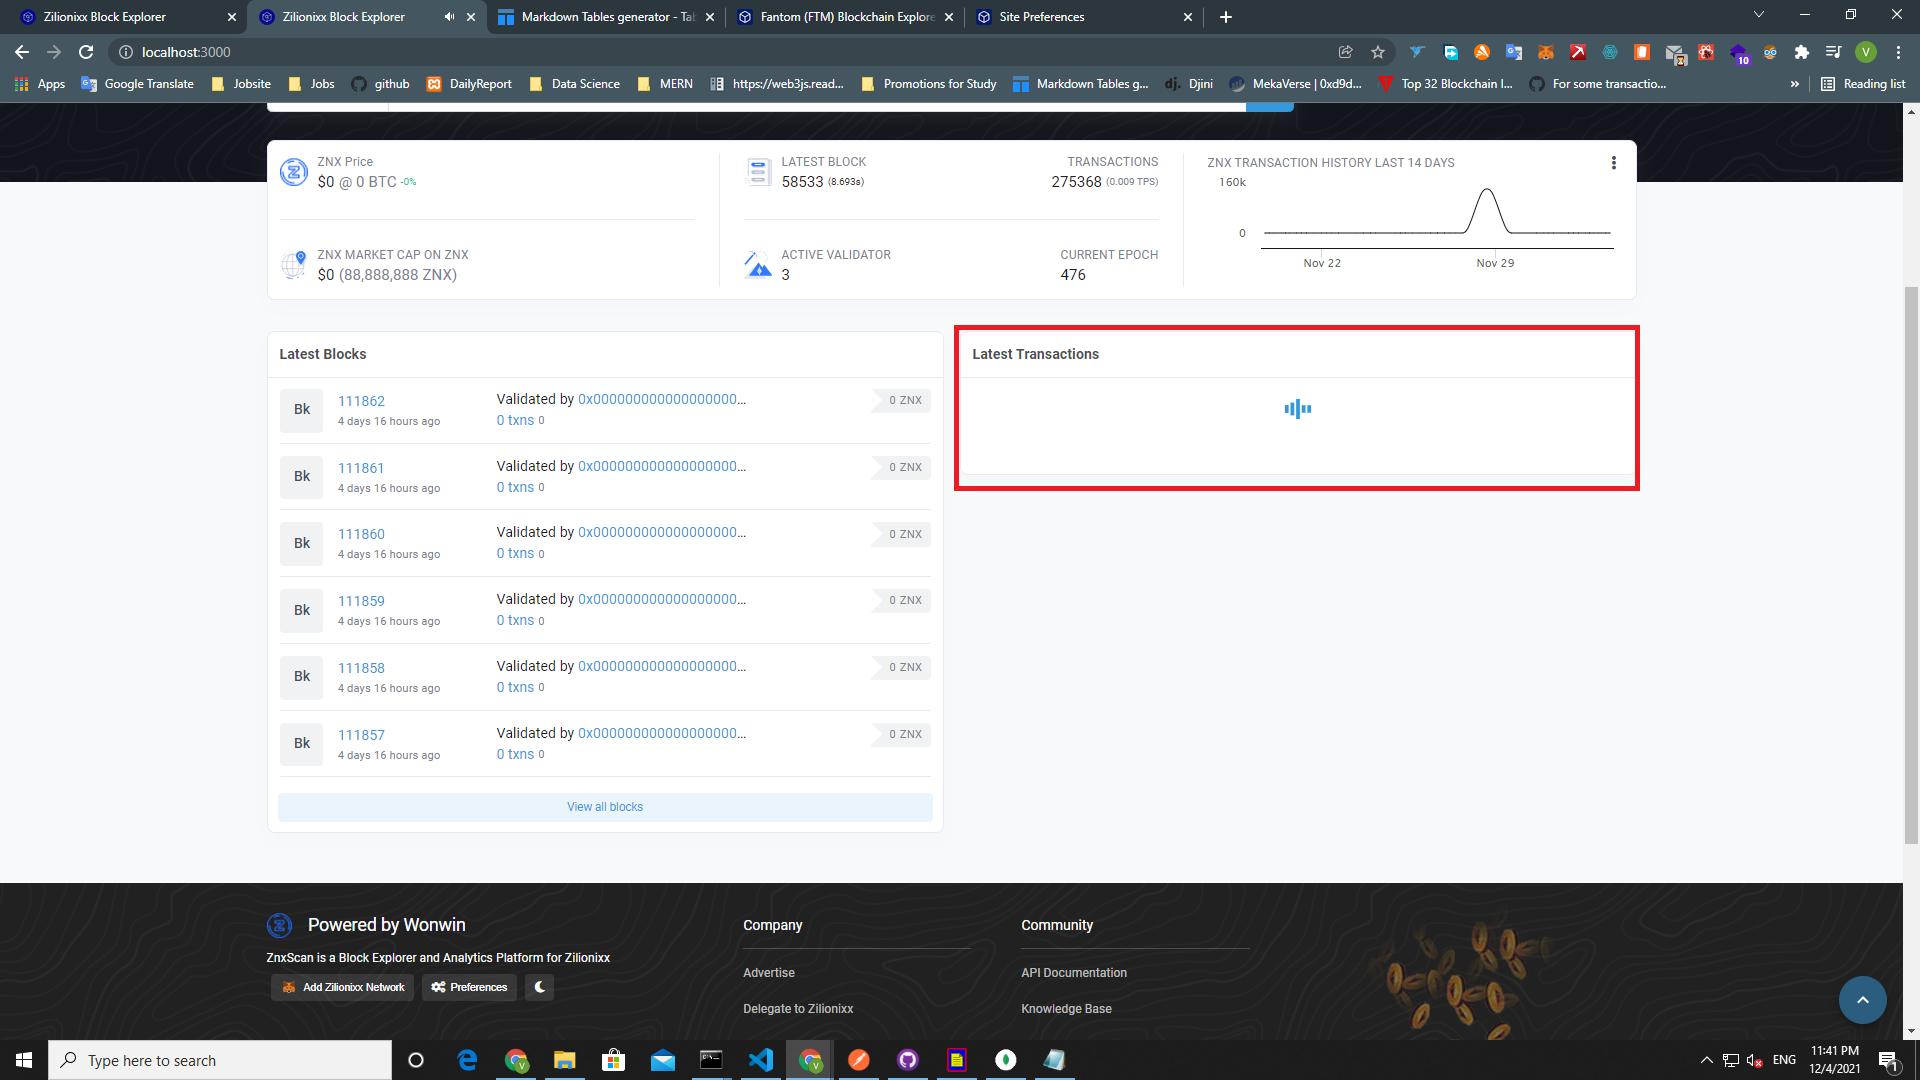 Zilionixx Block Explorer
Zilionixx Block Explorer
Markdown Tables generator - Tab
Fantom (FTM) Blockchain Explore
Site Preferences
localhost:3000
10
V
Apps
Google Translate
Jobsite
Jobs
github
DailyReport
Data Science
MERN
https://web3js.read...
Promotions for Study
Markdown Tables g...
dj.
Djini
MekaVerse | 0xd9d...
Top 32 Blockchain I...
For some transactio...
»
Reading list
ZNX Price
$0 @ 0 BTC -0%
ZNX MARKET CAP ON ZNX
$0 (88,888,888 ZNX)
LATEST BLOCK
58533 (8.693s)
TRANSACTIONS
275368 (0.009 TPS)
ACTIVE VALIDATOR
3
CURRENT EPOCH
476
ZNX TRANSACTION HISTORY LAST 14 DAYS
160k
0
Nov 22
Nov 29
Latest Blocks
Bk
111862
4 days 16 hours ago
Validated by 0x000000000000000000...
0 txns 0
0 ZNX
Bk
111861
4 days 16 hours ago
Validated by 0x000000000000000000...
0 txns 0
0 ZNX
Bk
111860
4 days 16 hours ago
Validated by 0x000000000000000000...
0 txns 0
0 ZNX
Bk
111859
4 days 16 hours ago
Validated by 0x000000000000000000...
0 txns 0
0 ZNX
Bk
111858
4 days 16 hours ago
Validated by 0x000000000000000000...
0 txns 0
0 ZNX
Bk
111857
4 days 16 hours ago
Validated by 0x000000000000000000...
0 txns 0
0 ZNX
View all blocks
Latest Transactions
Powered by Wonwin
ZnxScan is a Block Explorer and Analytics Platform for Zilionixx
Add Zilionixx Network
Preferences
Company
Advertise
Delegate to Zilionixx
Community
API Documentation
Knowledge Base
Type here to search
ENG
11:41 PM
12/4/2021
1